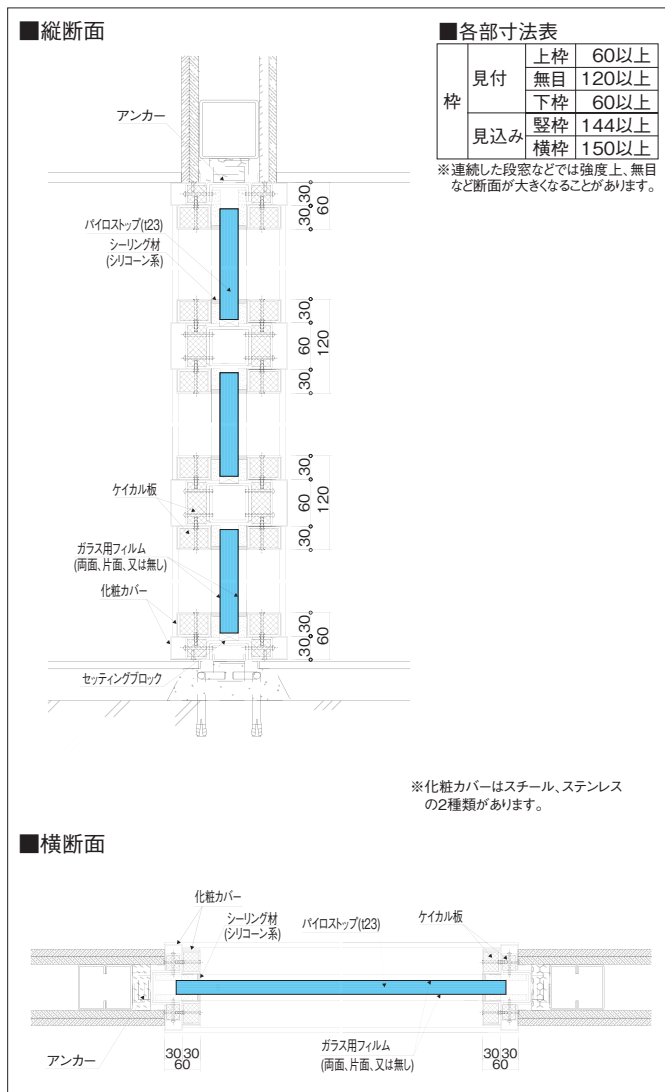 ■縦断面
■各部寸法表
枠 見付 上枠 60以上
無目 120以上
下枠 60以上
見込み 竪枠 144以上
横枠 150以上
※連続した段窓などでは強度上、無目
など断面が大きくなることがあります。
アンカー
パイロストップ(t23)
シーリング材
(シリコーン系)
ケイカル板
ガラス用フィルム
(両面、片面、又は無し)
化粧カバー
セッティングブロック
30
30
60
30
60
30
120
30
60
30
120
30
30
60
※化粧カバーはスチール、ステンレス
の2種類があります。
■横断面
化粧カバー
シーリング材
(シリコーン系)
パイロストップ(t23)
ケイカル板
アンカー
30 30
60
ガラス用フィルム
(両面、片面、又は無し)
30 30
60